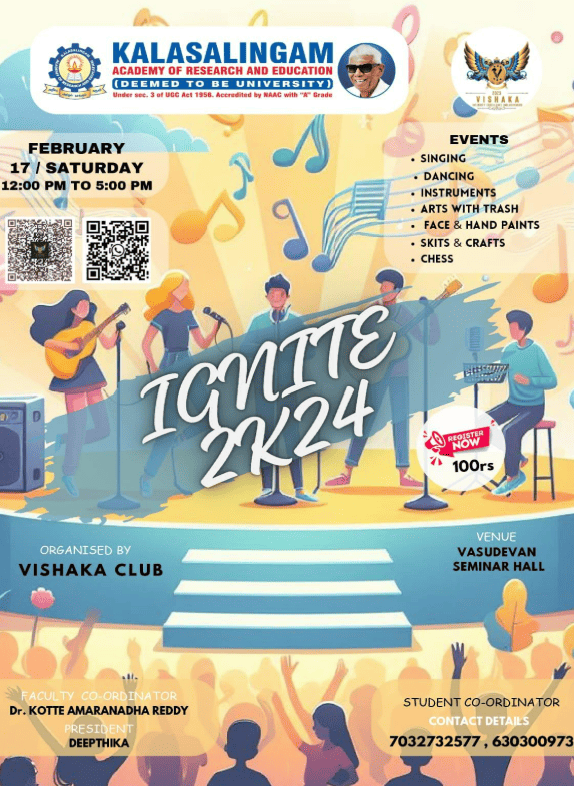 KALASALINGAM
ACADEMY OF RESEARCH AND EDUCATION
(DEEMED TO BE UNIVERSITY)
Under sec. 3 of UGC Act 1956. Accredited by NAAC with "A" Grade
VISHAKA
FEBRUARY
17 / SATURDAY
12:00 PM TO 5:00 PM
EVENTS
• SINGING
• DANCING
• INSTRUMENTS
• ARTS WITH TRASH
• FACE & HAND PAINTS
• SKITS & CRAFTS
• CHESS
IGNITE
2K24
REGISTER
NOW
100rs
ORGANISED BY
VISHAKA CLUB
VENUE
VASUDEVAN
SEMINAR HALL
FACULTY CO-ORDINATOR
Dr. KOTTE AMARANADHA REDDY
PRESIDENT
DEEPTHIKA
STUDENT CO-ORDINATOR
CONTACT DETAILS
7032732577 , 630300973